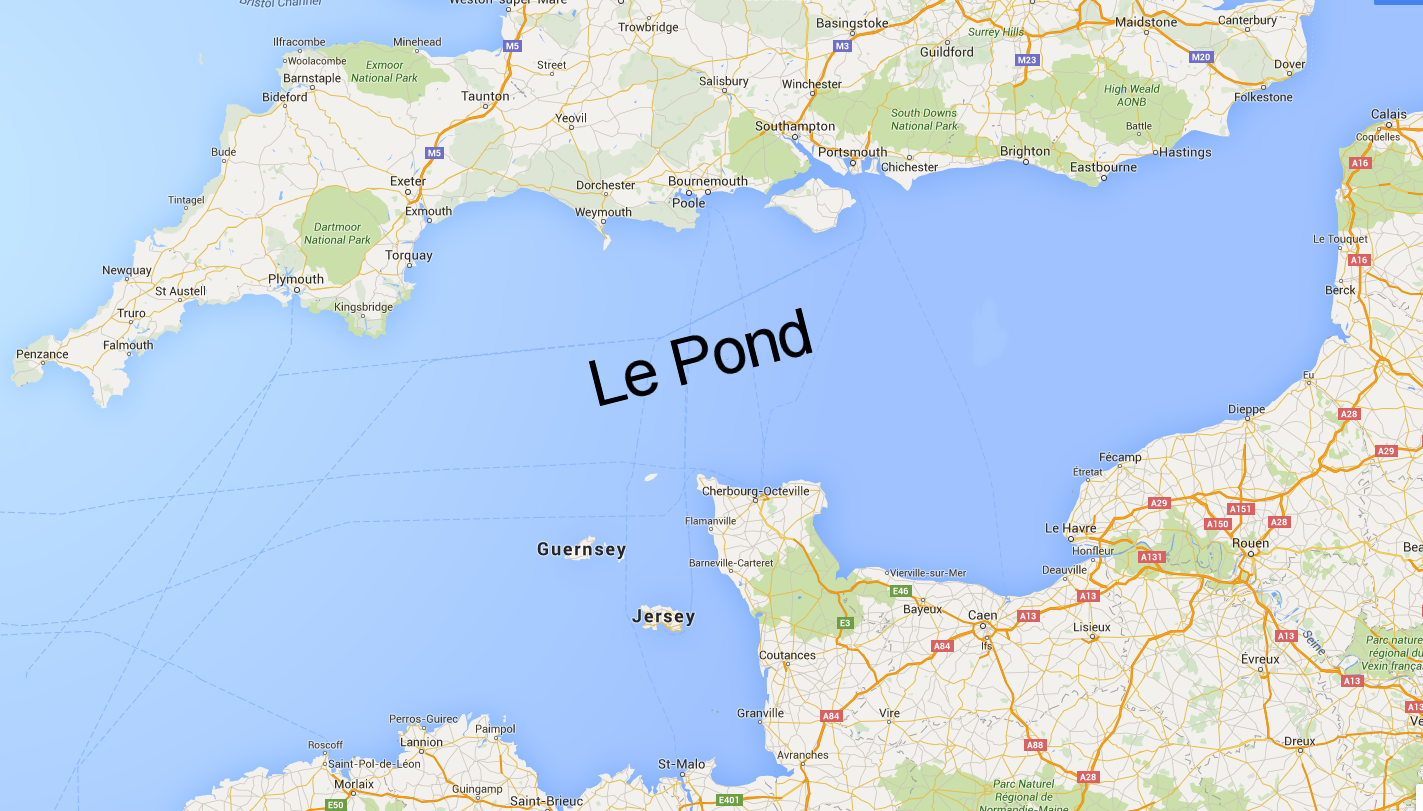 Bristol Channel
Weston-super-Mare
Trowbridge
Basingstoke
Maidstone
Canterbury
Surrey Hills
Guildford
M5
M3
M23
M20
Ilfracombe
Minehead
Woolacombe
Exmoor
National Park
Street
Barnstaple
Bideford
Taunton
Salisbury
Winchester
Dover
Folkestone
High Weald
AONB
Calais
Coquelles
Yeovil
Southampton
South Downs
National Park
Battle
Bude
M5
Portsmouth
Chichester
Brighton
Hastings
Eastbourne
A16
Exeter
Dorchester
Bournemouth
Poole
Tintagel
Exmouth
Weymouth
Dartmoor
National Park
Torquay
Le Touquet
A16
Newquay
Plymouth
St Austell
Kingsbridge
Berck
Truro
Falmouth
Penzance
Le Pond
Eu
Dieppe
A28
Fécamp
A29
Étretat
Cherbourg-Octeville
A29
A151
A150
A28
Flamanville
Le Havre
Honfleur
Rouen
Guernsey
A131
Barneville-Carteret
Deauville
Vierville-sur-Mer
E46
A13
Bayeux
Caen
A13
Jersey
E3
Lisieux
A13
Seine
Ifs
A84
Coutances
Évreux
Parc nature
régional du
Vexin frança
A13
Granville
A84
Vire
A13
Perros-Guirec
Lannion
Paimpol
Roscoff
Saint-Pol-de-Léon
Morlaix
Guingamp
Saint-Brieuc
E50
St-Malo
Avranches
A88
Dreux
A28
E401
Parc Naturel
Régional de
Normandie-Maine